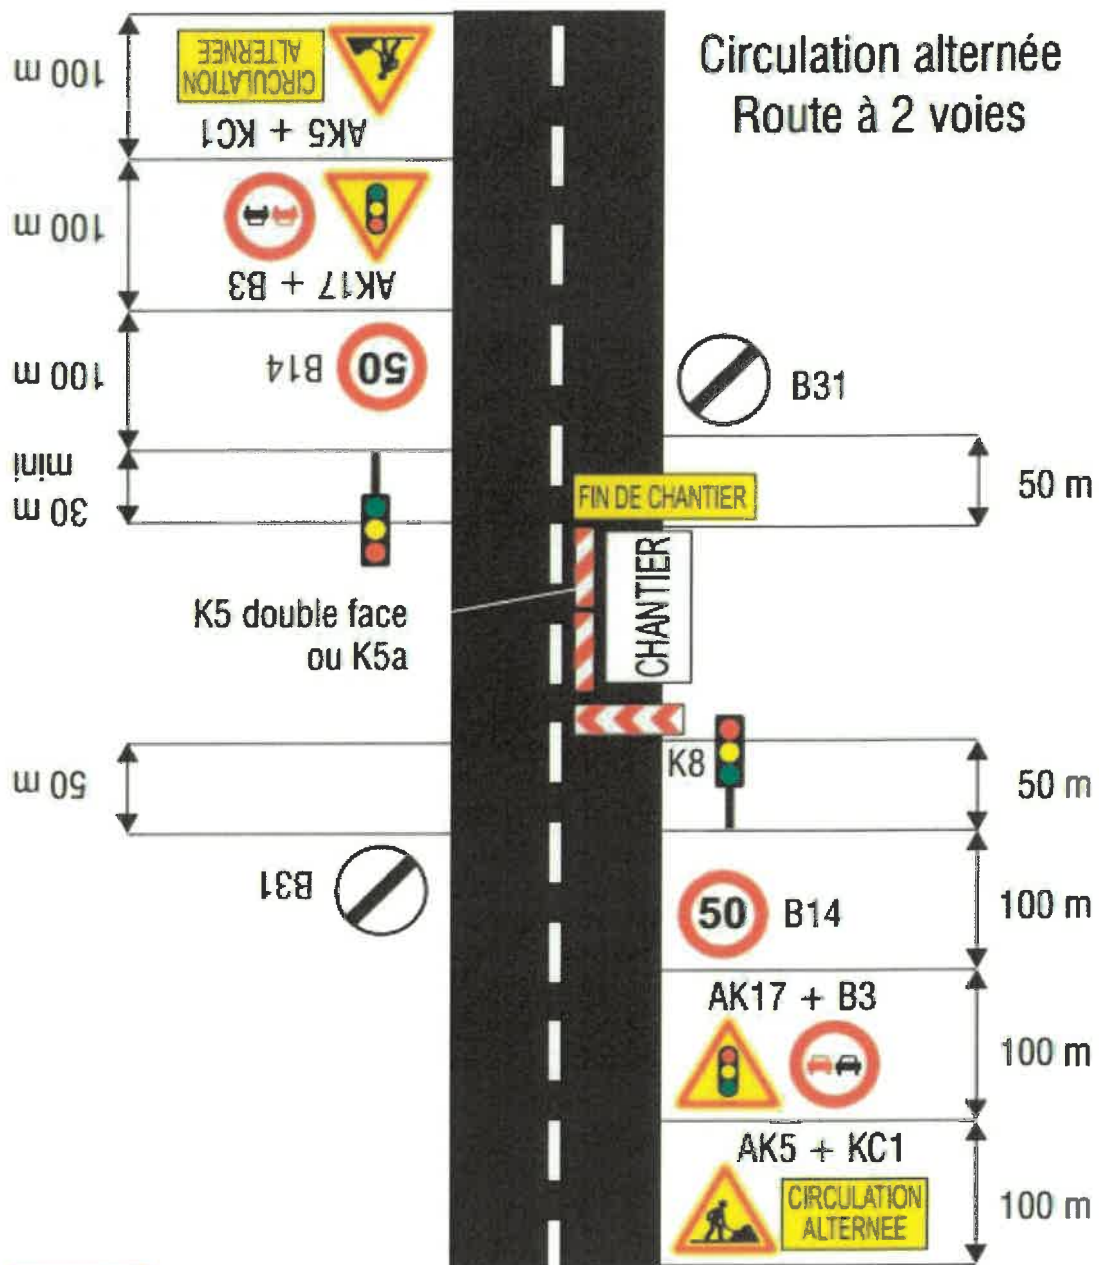 Circulation alternée
Route à 2 voies
100 m
CIRCULATION
ALTERNEE
AK5 + KC1
100 m
AK17 + B3
100 m
B14
50
B31
30 m
mini
50 m
FIN DE CHANTIER
CHANTIER
K5 double face
ou K5a
K8
50 m
50 m
B31
50
B14
100 m
AK17 + B3
100 m
AK5 + KC1
CIRCULATION
ALTERNEE
100 m